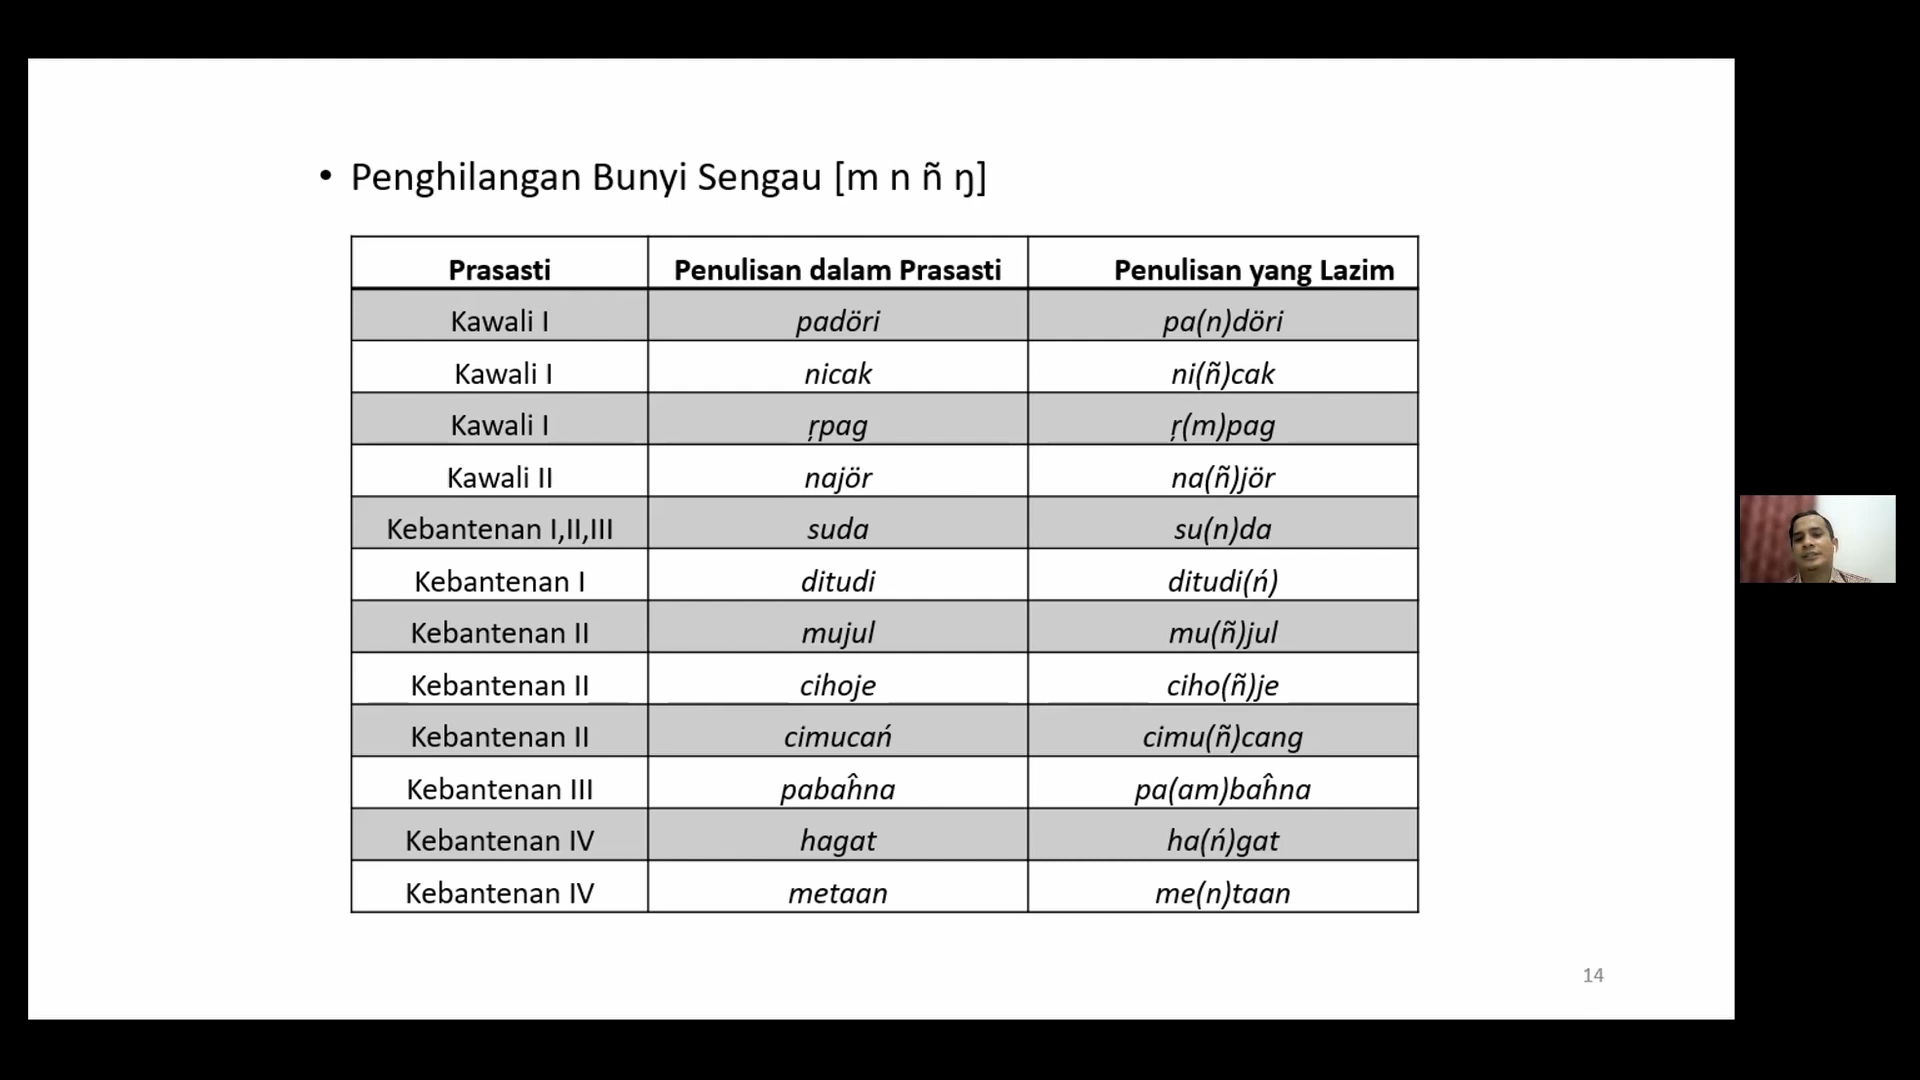 • Penghilangan Bunyi Sengau [m n ñ ŋ]
Prasasti Penulisan dalam Prasasti Penulisan yang Lazim
Kawali I padöri pa(n)döri
Kawali I nicak ni(ñ)cak
Kawali I ŗpag ŗ(m)pag
Kawali II najör na(ñ)jör
Kebantenan I,II,III suda su(n)da
Kebantenan I ditudi ditudi(ń)
Kebantenan II mujul mu(ñ)jul
Kebantenan II cihoje ciho(ñ)je
Kebantenan II cimucań cimu(ñ)cang
Kebantenan III pabaĥna pa(am)baĥna
Kebantenan IV hagat ha(ń)gat
Kebantenan IV metaan me(n)taan
14